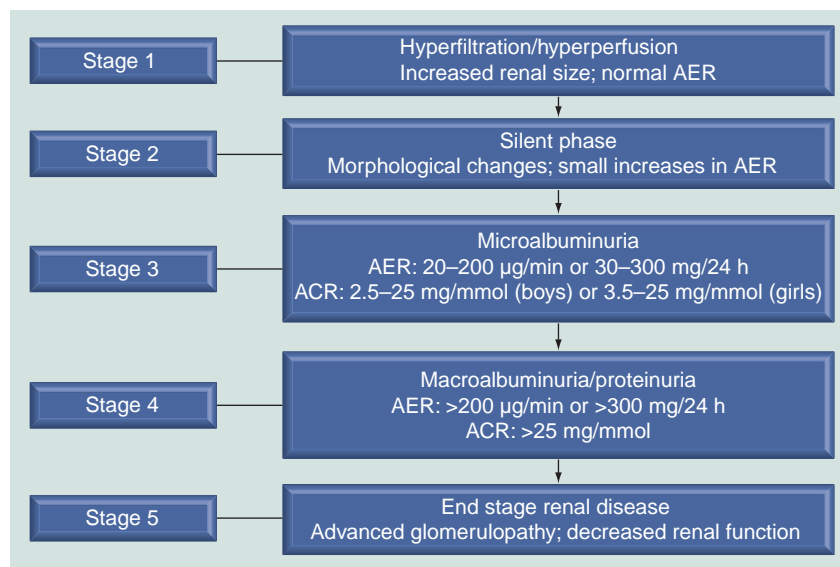 Stage 1
Hyperfiltration/hyperperfusion
Increased renal size; normal AER
Stage 2
Silent phase
Morphological changes; small increases in AER
Stage 3
Microalbuminuria
AER: 20–200 µg/min or 30–300 mg/24 h
ACR: 2.5–25 mg/mmol (boys) or 3.5–25 mg/mmol (girls)
Stage 4
Macroalbuminuria/proteinuria
AER: >200 µg/min or >300 mg/24 h
ACR: >25 mg/mmol
Stage 5
End stage renal disease
Advanced glomerulopathy; decreased renal function